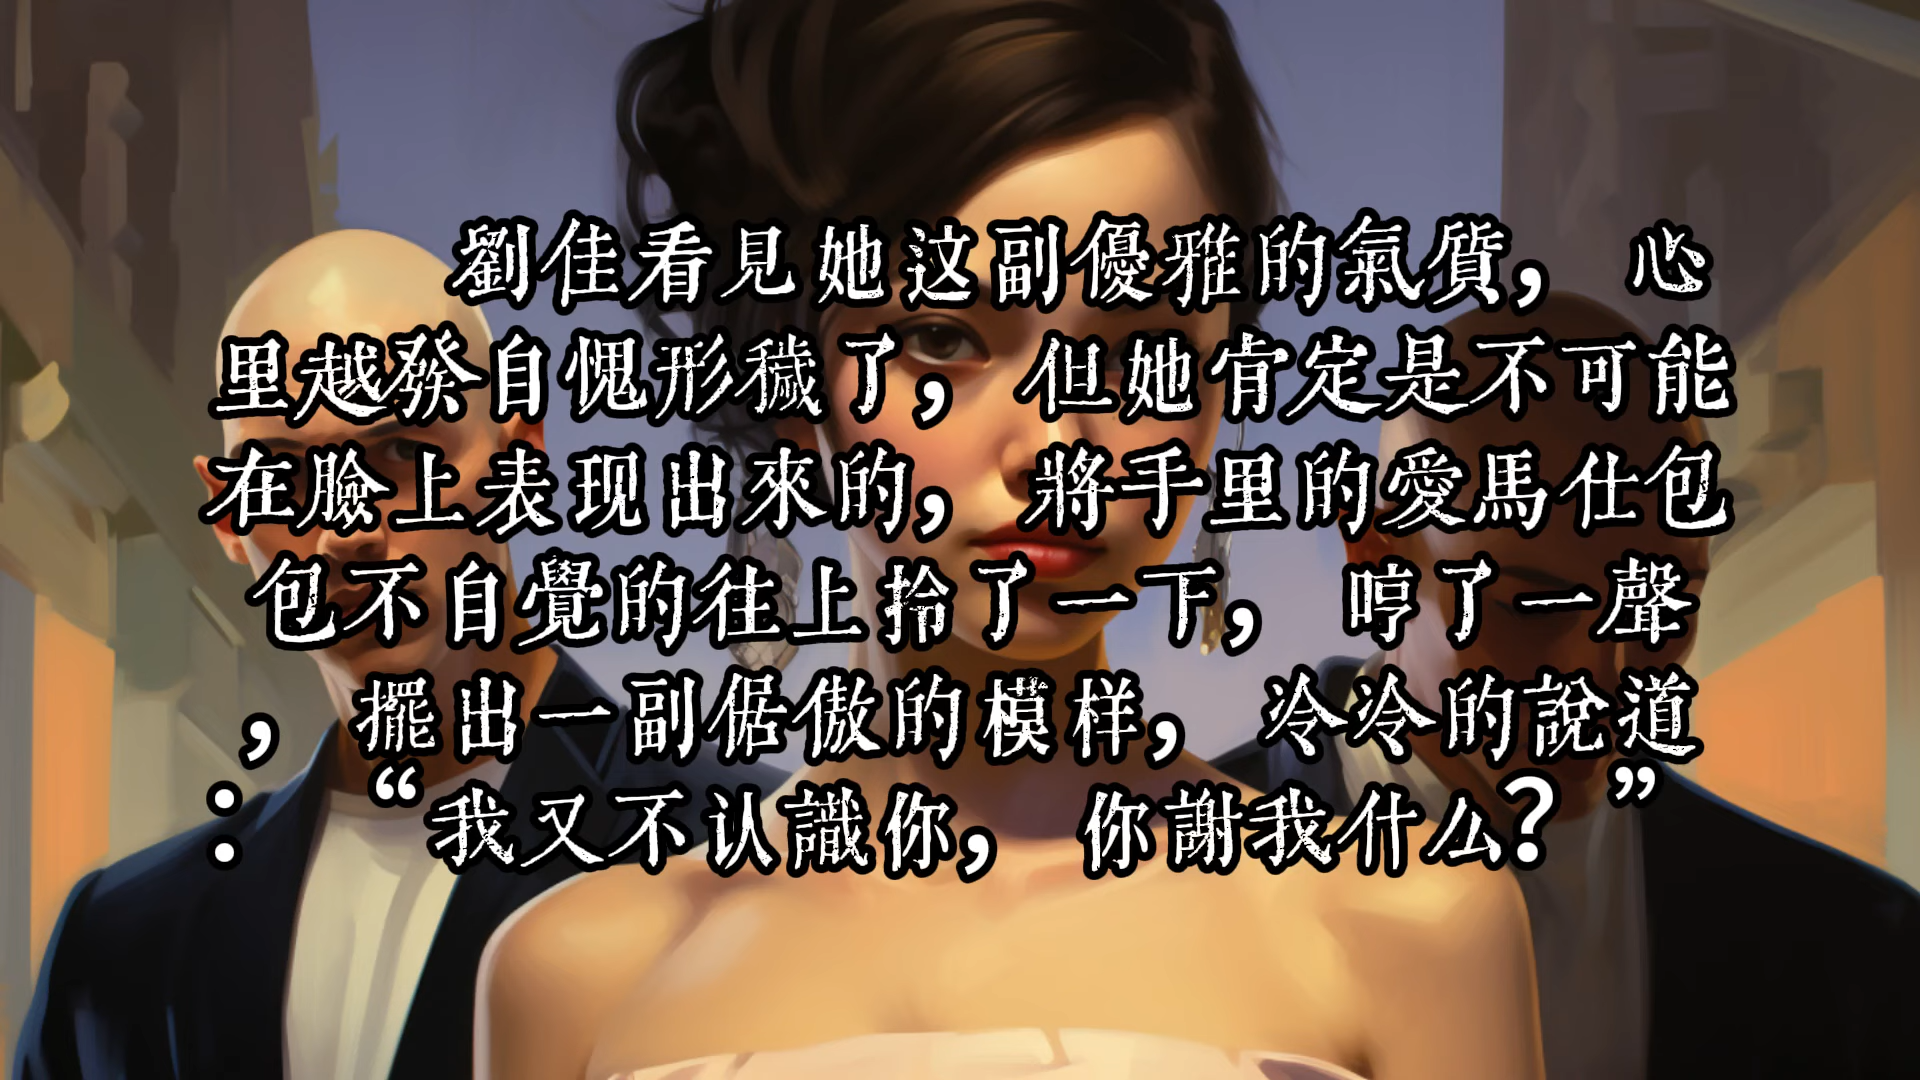 劉佳看見她这副優雅的氣質，心
里越發自愧形穢了，但她肯定是不可能
在臉上表现出來的，將手里的愛馬仕包
包不自覺的往上拎了一下，哼了一聲
，擺出一副倨傲的模样，冷冷的說道
：“我又不认識你，你謝我什么？”